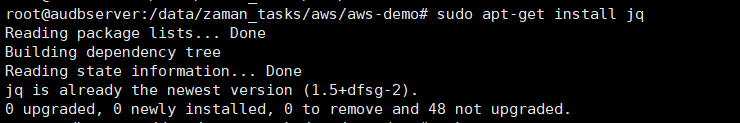 root@audbserver:/data/zaman_tasks/aws/aws-demo# sudo apt-get install jq
Reading package lists... Done
Building dependency tree
Reading state information... Done
jq is already the newest version (1.5+dfsg-2).
0 upgraded, 0 newly installed, 0 to remove and 48 not upgraded.